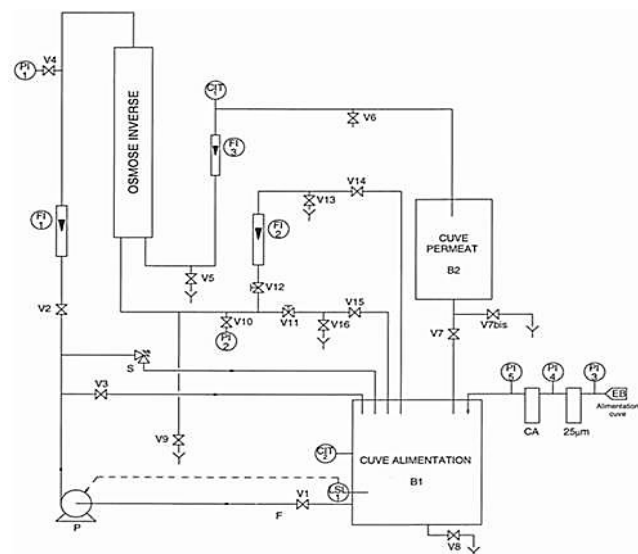 V4
PI
1
OSMOSE INVERSE
CIT
1
V6
FI
3
V14
V13
FI
1
FI
2
CUVE
PERMEAT
B2
V5
V12
V2
V10
V11
V15
V16
PI
2
V7
V7bis
S
V3
PI
5
PI
4
PI
3
EB
Alimentation
cuve
CA
25µm
V9
CIT
2
CUVE ALIMENTATION
B1
LSL
1
V1
P
F
V8